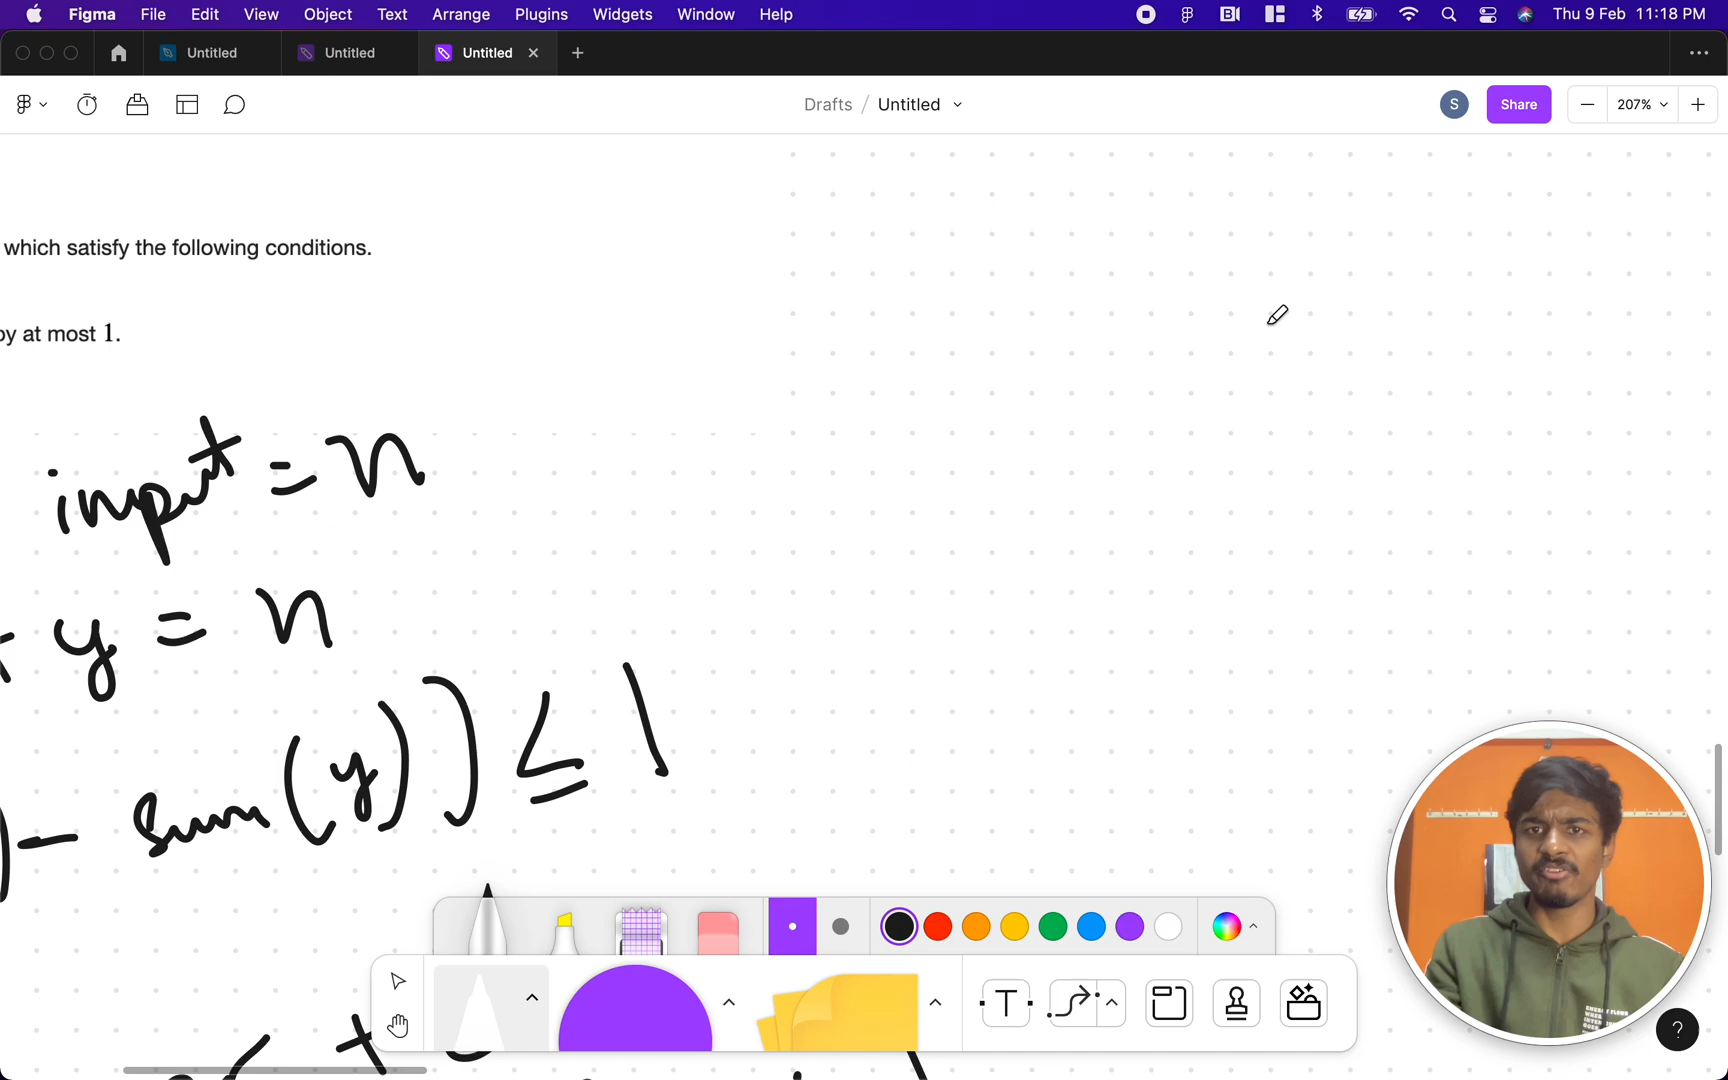 Figma File Edit View Object Text Arrange Plugins Widgets Window Help Thu 9 Feb 11:18 PM
Untitled Untitled Untitled
Drafts / Untitled S Share 207%
which satisfy the following conditions.
by at most 1.
input = n
+ y = n
) - sum(y)) ≤ 1
T
?